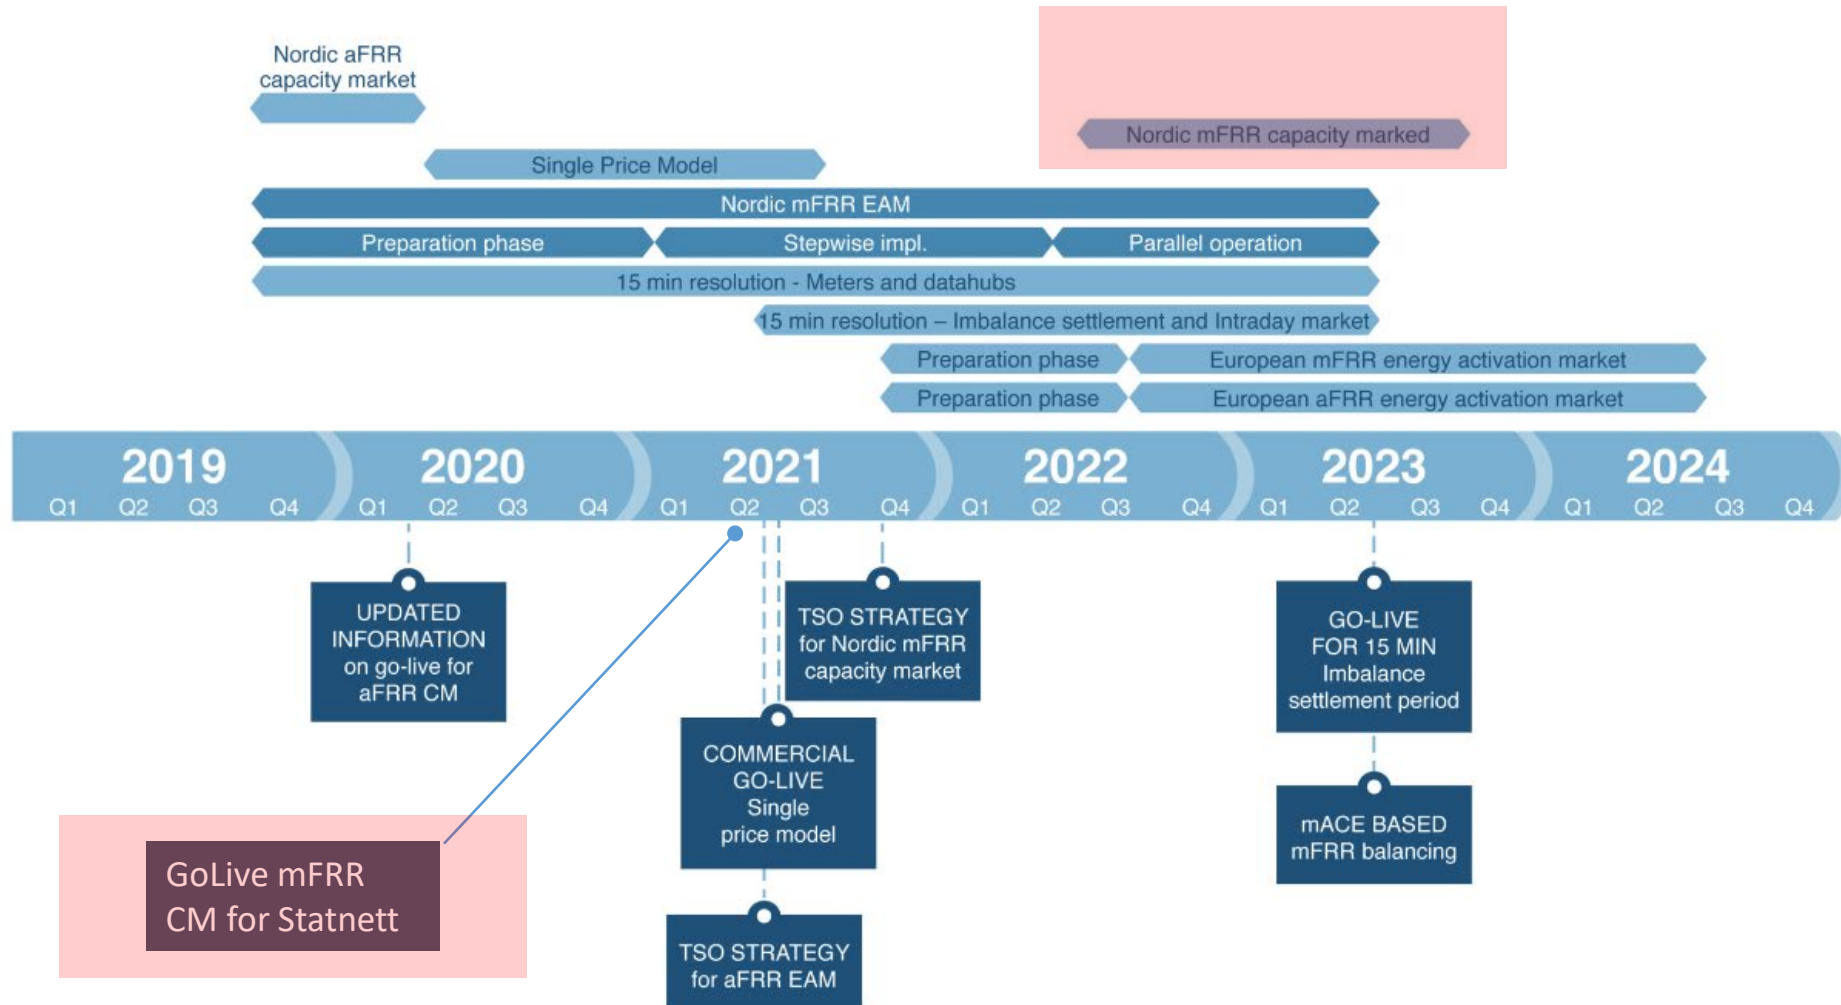 Nordic aFRR
capacity market
Nordic mFRR capacity marked
Single Price Model
Nordic mFRR EAM
Preparation phase
Stepwise impl.
Parallel operation
15 min resolution - Meters and datahubs
15 min resolution – Imbalance settlement and Intraday market
Preparation phase
European mFRR energy activation market
Preparation phase
European aFRR energy activation market
2019
2020
2021
2022
2023
2024
Q1 Q2 Q3 Q4
Q1 Q2 Q3 Q4
Q1 Q2 Q3 Q4
Q1 Q2 Q3 Q4
Q1 Q2 Q3 Q4
Q1 Q2 Q3 Q4
UPDATED
INFORMATION
on go-live for
aFRR CM
TSO STRATEGY
for Nordic mFRR
capacity market
GO-LIVE
FOR 15 MIN
Imbalance
settlement period
COMMERCIAL
GO-LIVE
Single
price model
mACE BASED
mFRR balancing
GoLive mFRR
CM for Statnett
TSO STRATEGY
for aFRR EAM